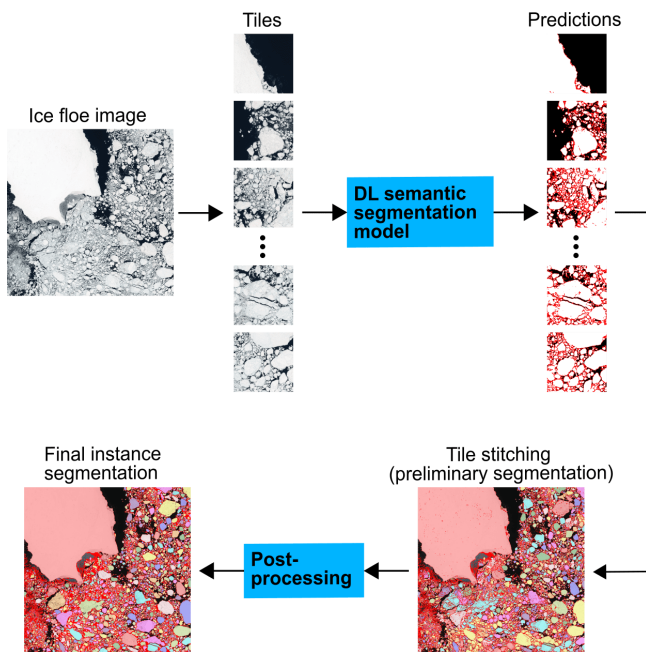 Tiles
Predictions
Ice floe image
DL semantic
segmentation
model
Final instance
segmentation
Tile stitching
(preliminary segmentation)
Post-
processing